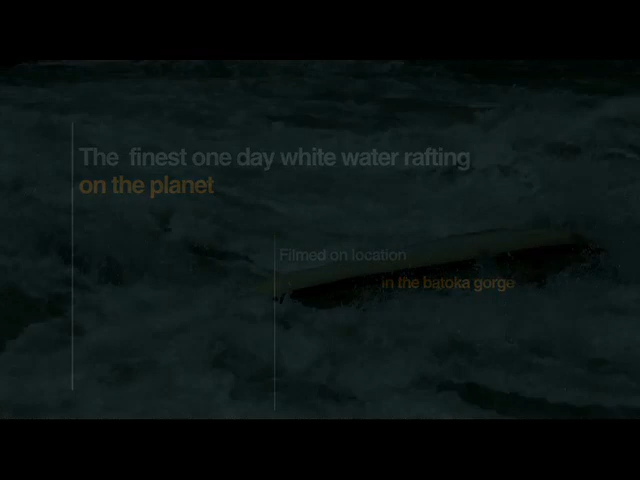 The finest one day white water rafting
on the planet
Filmed on location
in the batoka gorge